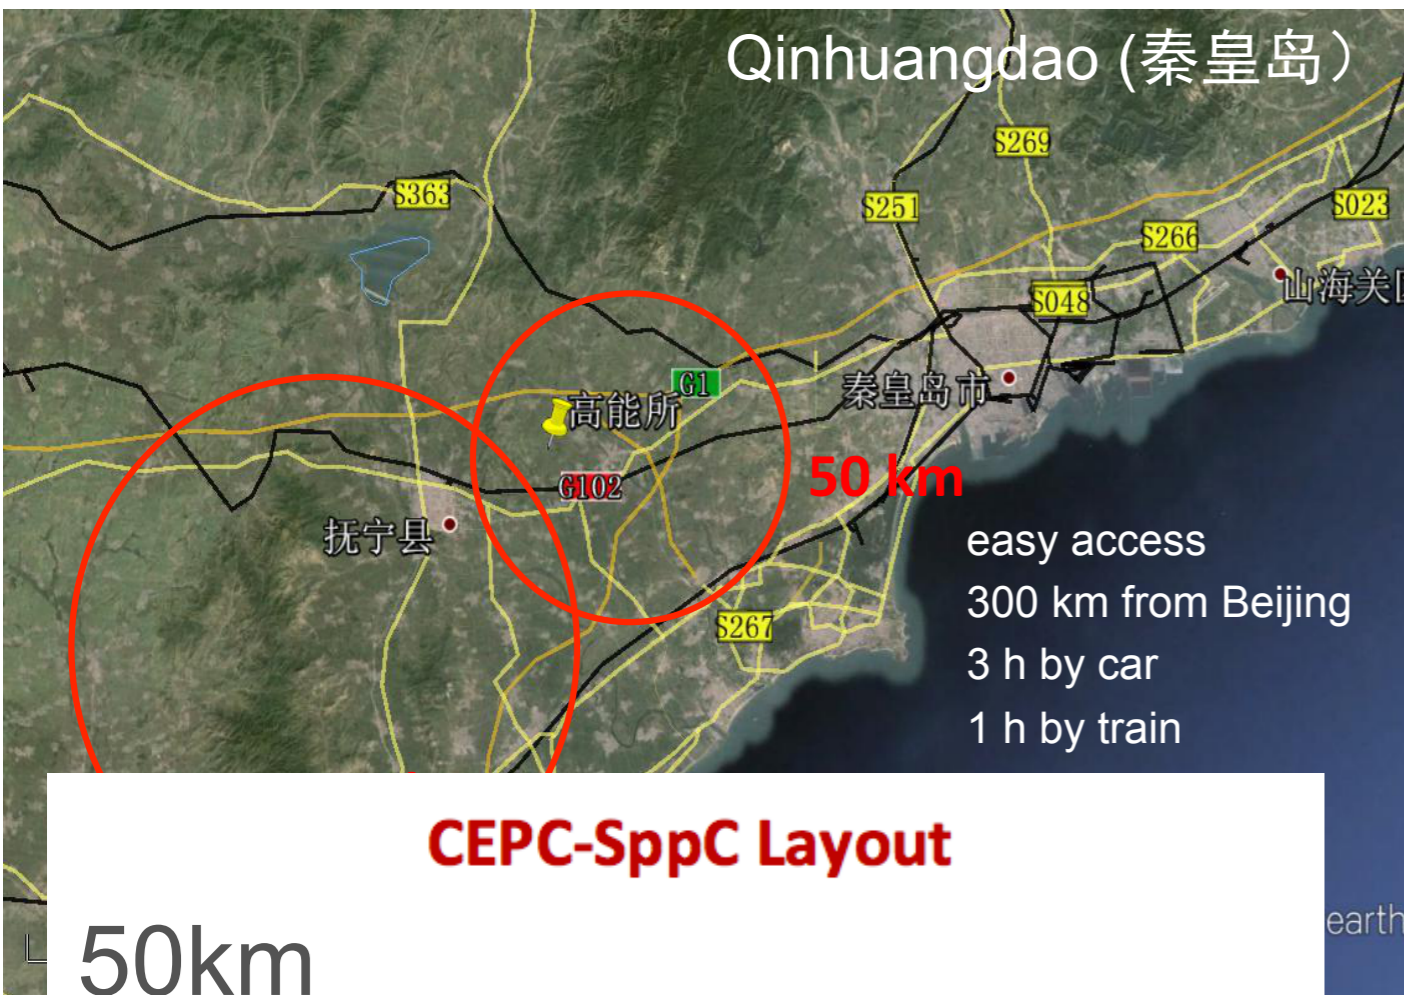 Qinhuangdao (秦皇岛）
S269
S363
S251
S023
S266
S048
山海关区
G1
秦皇岛市
高能所
50 km
G102
抚宁县
easy access
300 km from Beijing
S267
3 h by car
1 h by train
CEPC-SppC Layout
earth
50km